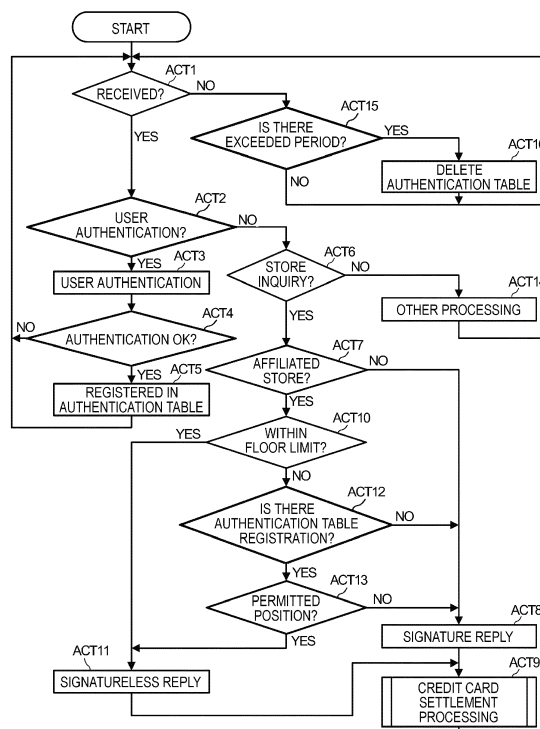 START
ACT1
RECEIVED?
NO
YES
ACT15
IS THERE
EXCEEDED PERIOD?
YES
NO
DELETE
AUTHENTICATION TABLE
ACT2
USER
AUTHENTICATION?
NO
YES
ACT3
USER AUTHENTICATION
ACT6
STORE
INQUIRY?
NO
YES
ACT14
OTHER PROCESSING
ACT4
AUTHENTICATION OK?
NO
YES
ACT5
REGISTERED IN
AUTHENTICATION TABLE
ACT7
AFFILIATED
STORE?
NO
YES
ACT10
WITHIN
FLOOR LIMIT?
YES
NO
ACT12
IS THERE
AUTHENTICATION TABLE
REGISTRATION?
NO
YES
ACT13
PERMITTED
POSITION?
NO
YES
ACT8
SIGNATURE REPLY
ACT11
SIGNATURELESS REPLY
ACT9
CREDIT CARD
SETTLEMENT
PROCESSING